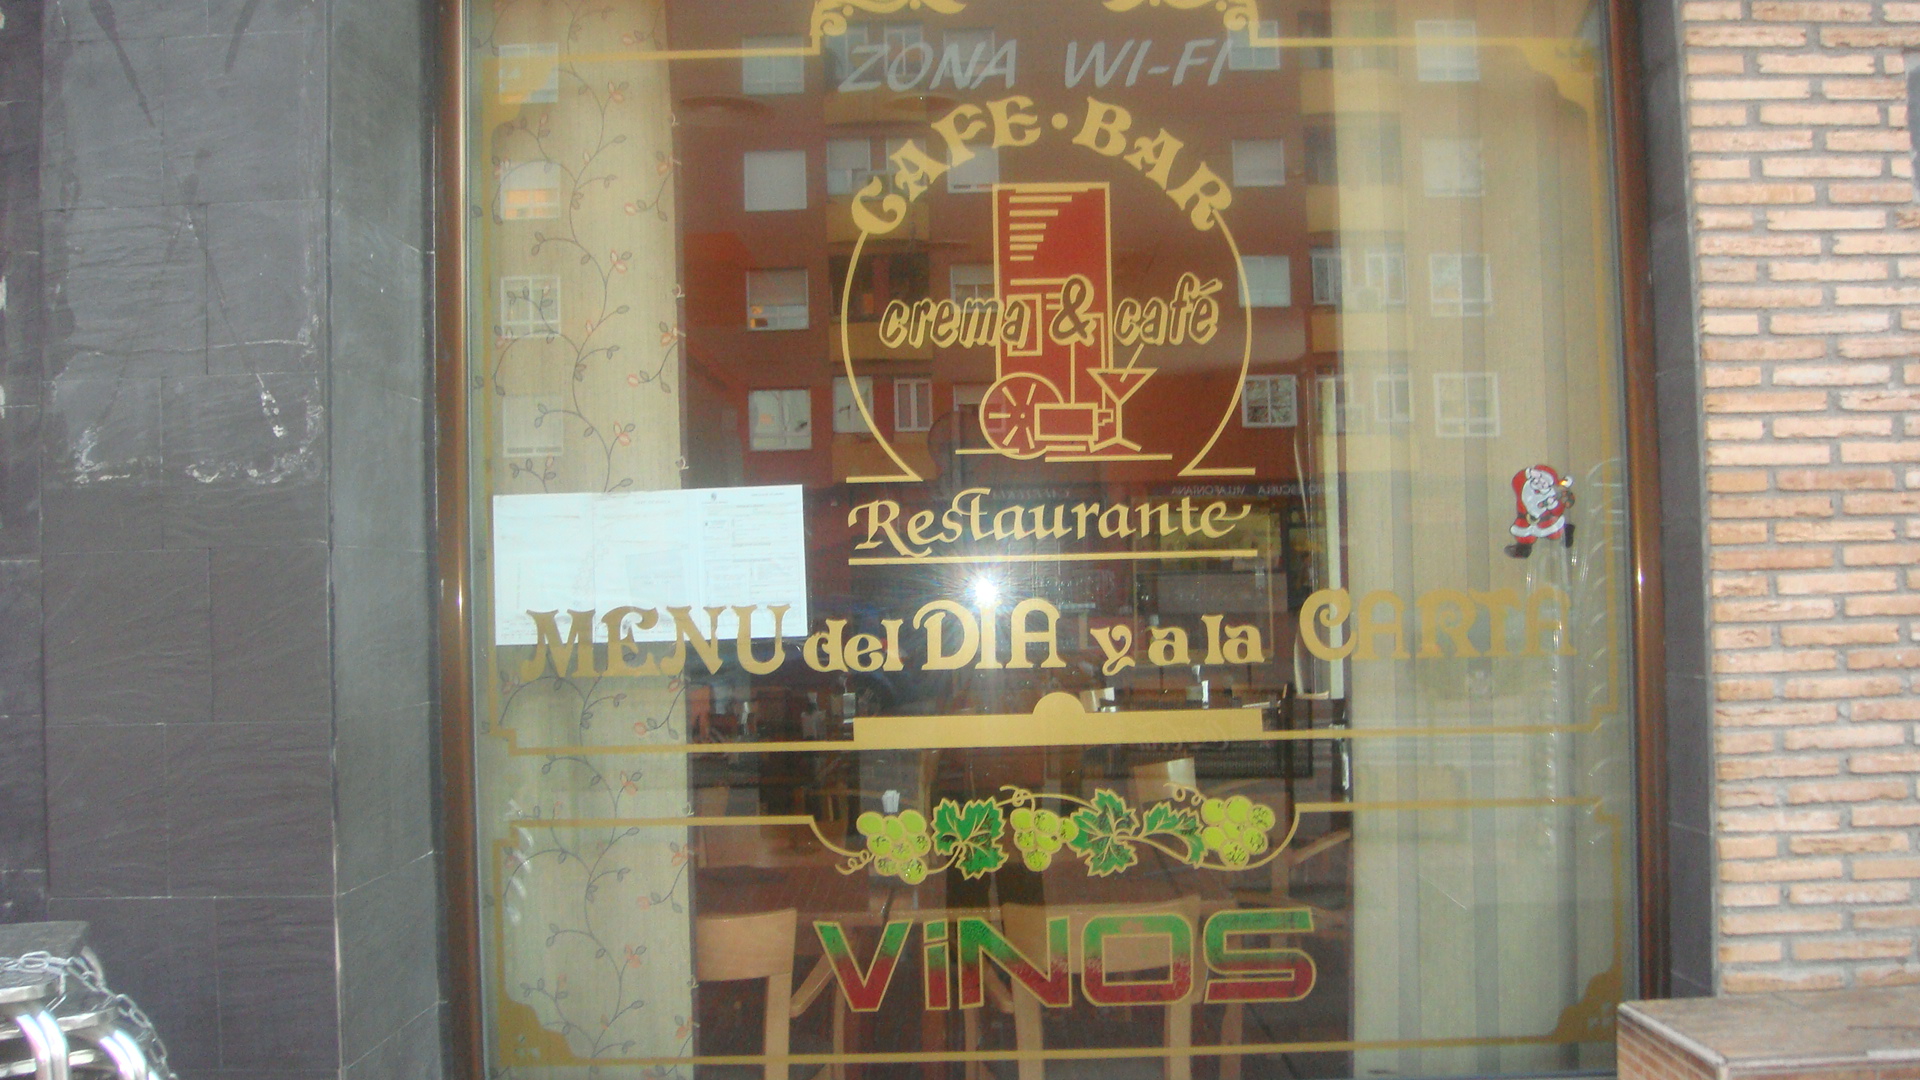 ZONA WI-FI
CAFE·BAR
crema & café
Restaurante
MENU del DIA y a la CARTA
ViNOS